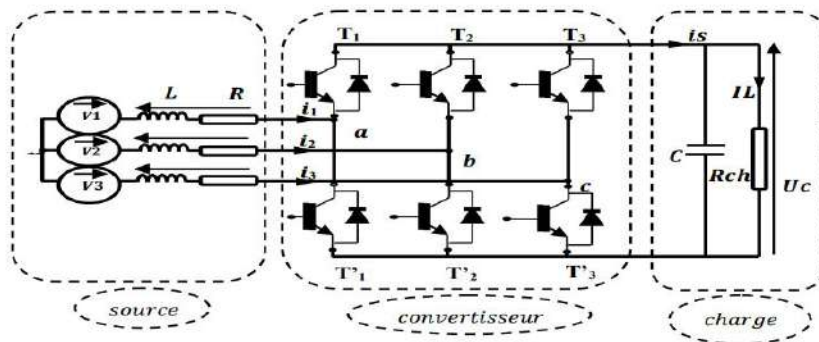 T₁ T₂ T₃ is
L R i₁ IL
V1 a
V2 i₂ b C Rch Uc
V3 i₃ c
T'₁ T'₂ T'₃
source convertisseur charge